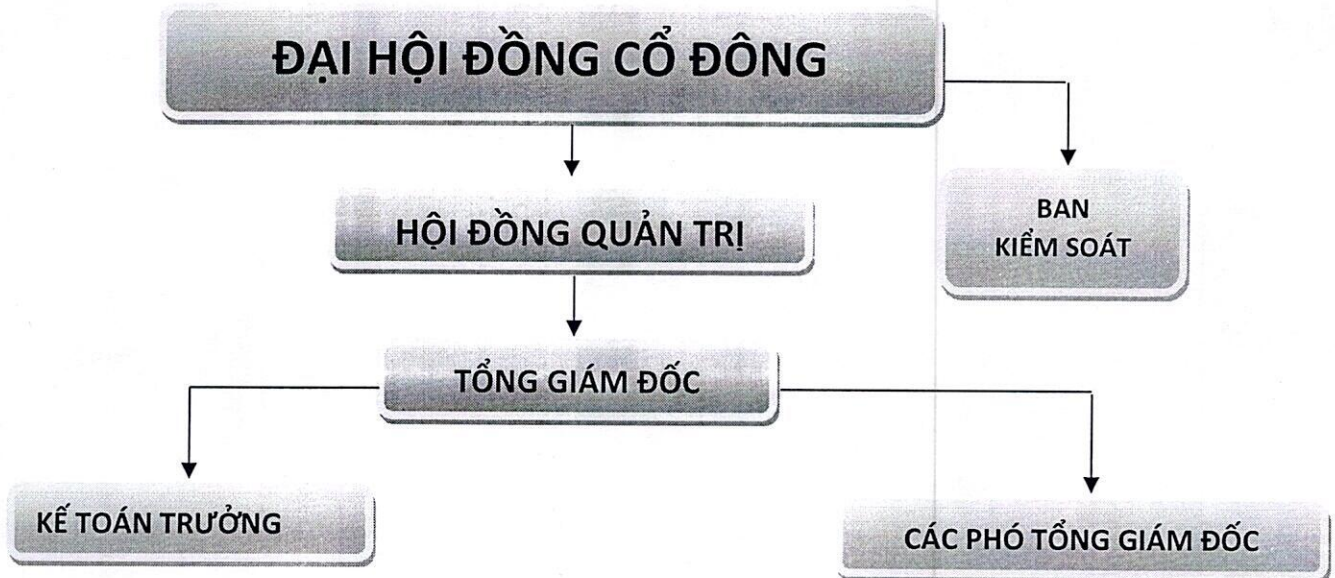 ĐẠI HỘI ĐỒNG CỔ ĐÔNG
HỘI ĐỒNG QUẢN TRỊ
BAN
KIỂM SOÁT
TỔNG GIÁM ĐỐC
KẾ TOÁN TRƯỞNG
CÁC PHÓ TỔNG GIÁM ĐỐC